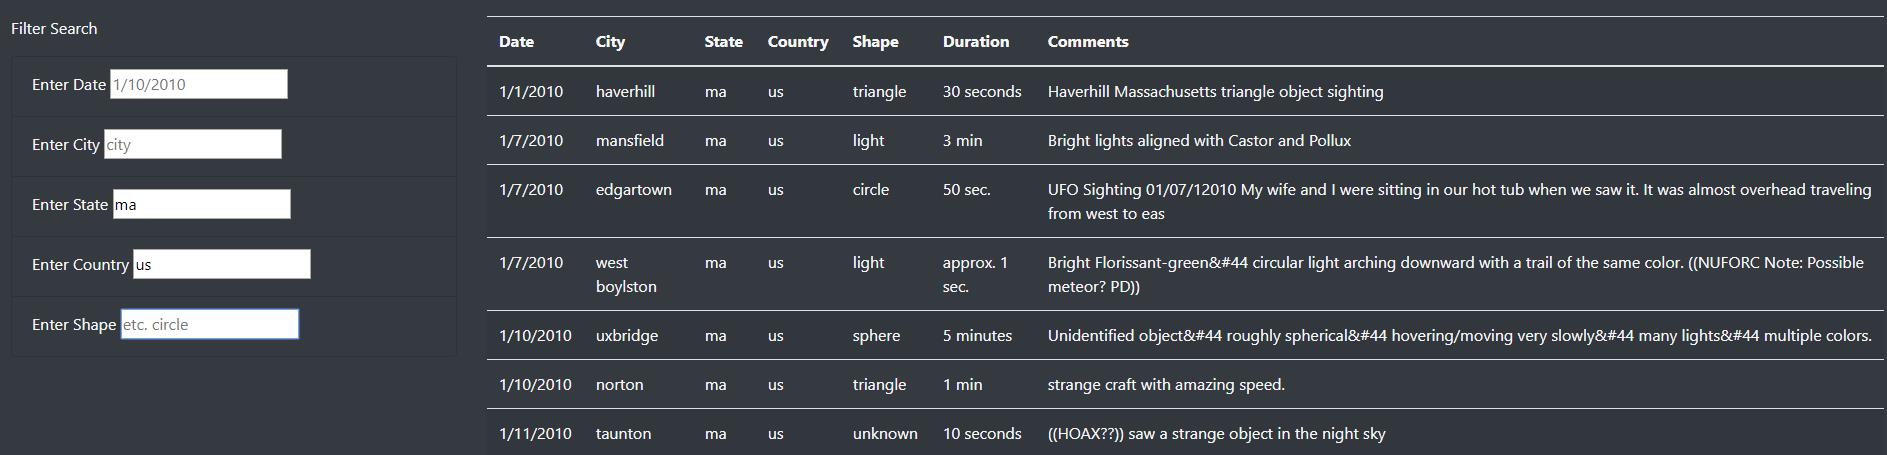 Filter Search
Enter Date 1/10/2010
Enter City city
Enter State ma
Enter Country us
Enter Shape etc. circle
Date City State Country Shape Duration Comments
1/1/2010 haverhill ma us triangle 30 seconds Haverhill Massachusetts triangle object sighting
1/7/2010 mansfield ma us light 3 min Bright lights aligned with Castor and Pollux
1/7/2010 edgartown ma us circle 50 sec. UFO Sighting 01/07/12010 My wife and I were sitting in our hot tub when we saw it. It was almost overhead traveling
from west to eas
1/7/2010 west ma us light approx. 1 Bright Florissant-green&#44 circular light arching downward with a trail of the same color. ((NUFORC Note: Possible
boylston sec. meteor? PD))
1/10/2010 uxbridge ma us sphere 5 minutes Unidentified object&#44 roughly spherical&#44 hovering/moving very slowly&#44 many lights&#44 multiple colors.
1/10/2010 norton ma us triangle 1 min strange craft with amazing speed.
1/11/2010 taunton ma us unknown 10 seconds ((HOAX??)) saw a strange object in the night sky